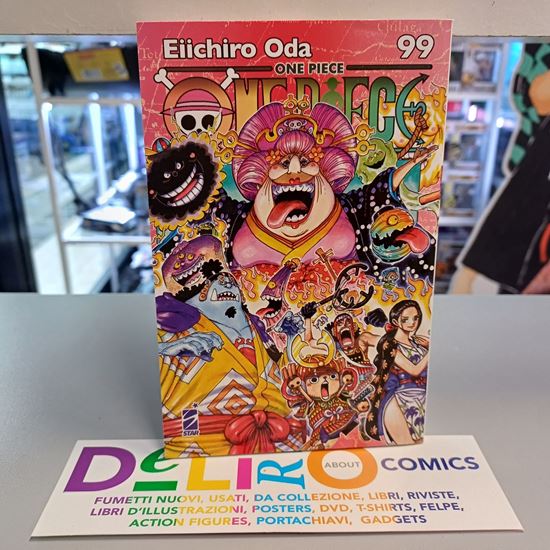 Eiichiro Oda
99
ONE PIECE
ONE PIECE
STAR
DeLiRO ABOUT COMICS
FUMETTI NUOVI, USATI, DA COLLEZIONE, LIBRI, RIVISTE,
LIBRI D'ILLUSTRAZIONI, POSTERS, DVD, T-SHIRTS, FELPE,
ACTION FIGURES, PORTACHIAVI, GADGETS